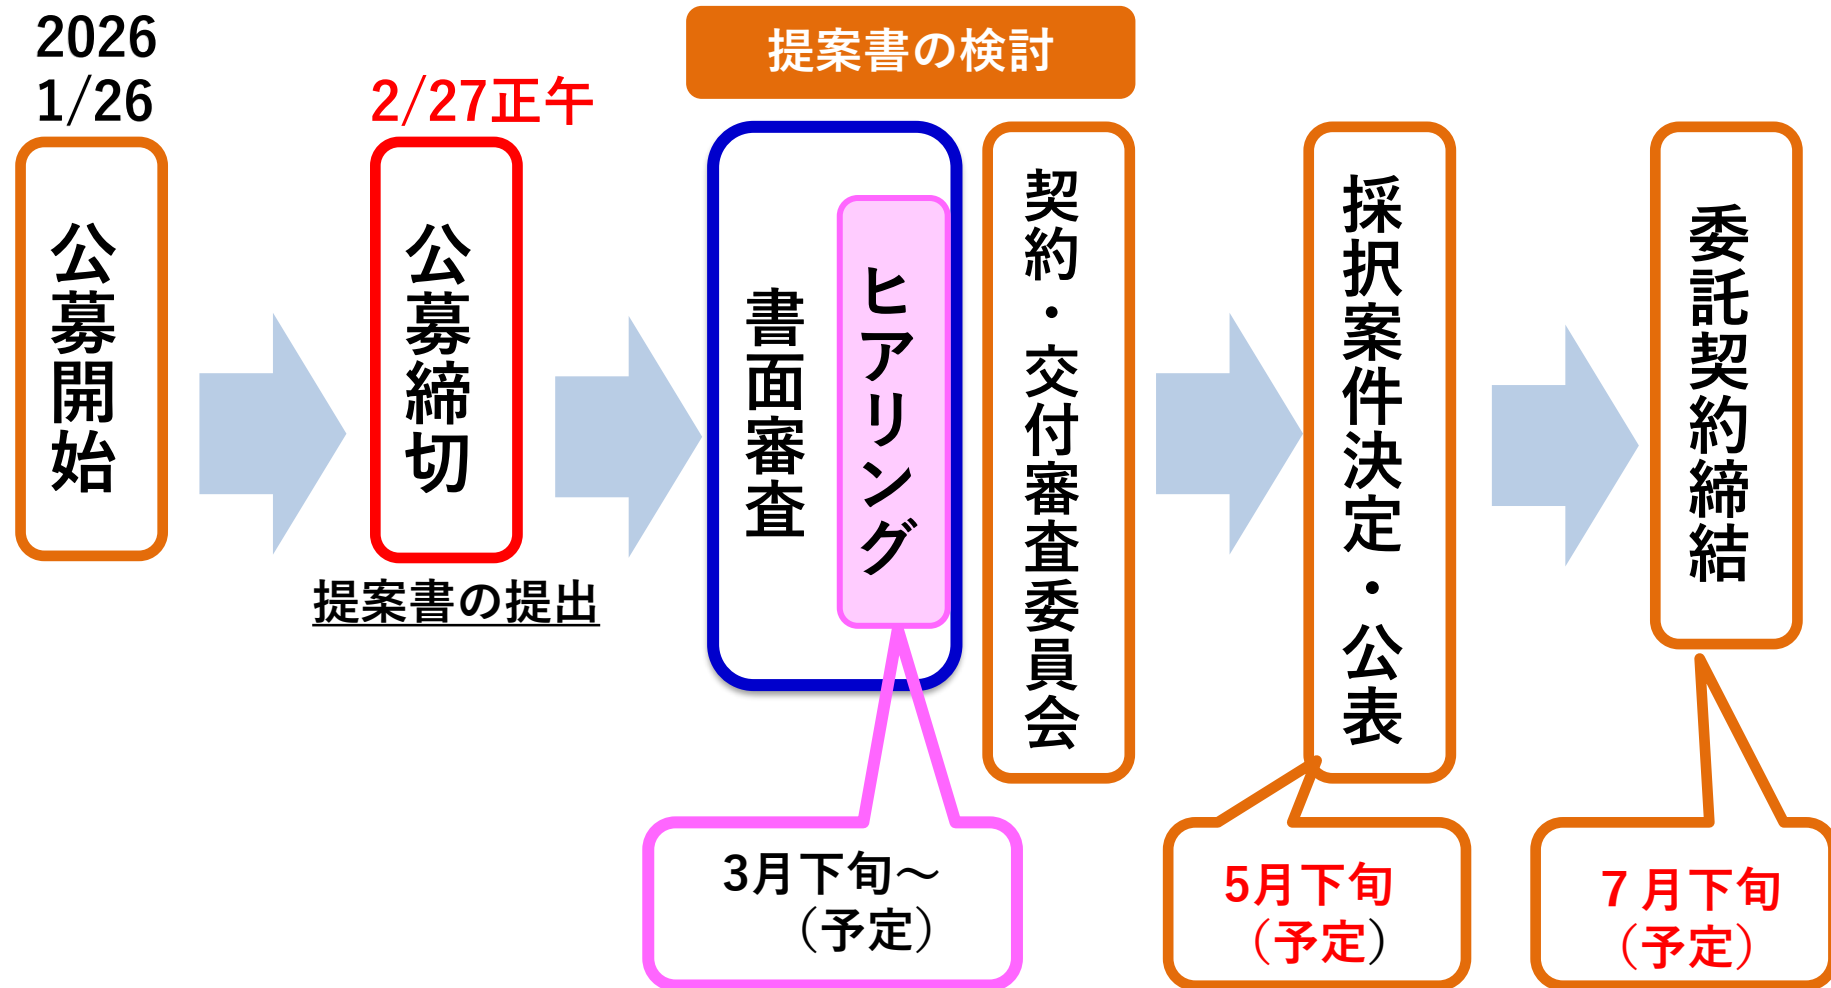 2026
1/26
公募開始
2/27正午
公募締切
提案書の提出
提案書の検討
書面審査
ヒアリング
3月下旬～
（予定）
契約・交付審査委員会
採択案件決定・公表
5月下旬
（予定）
委託契約締結
７月下旬
（予定）